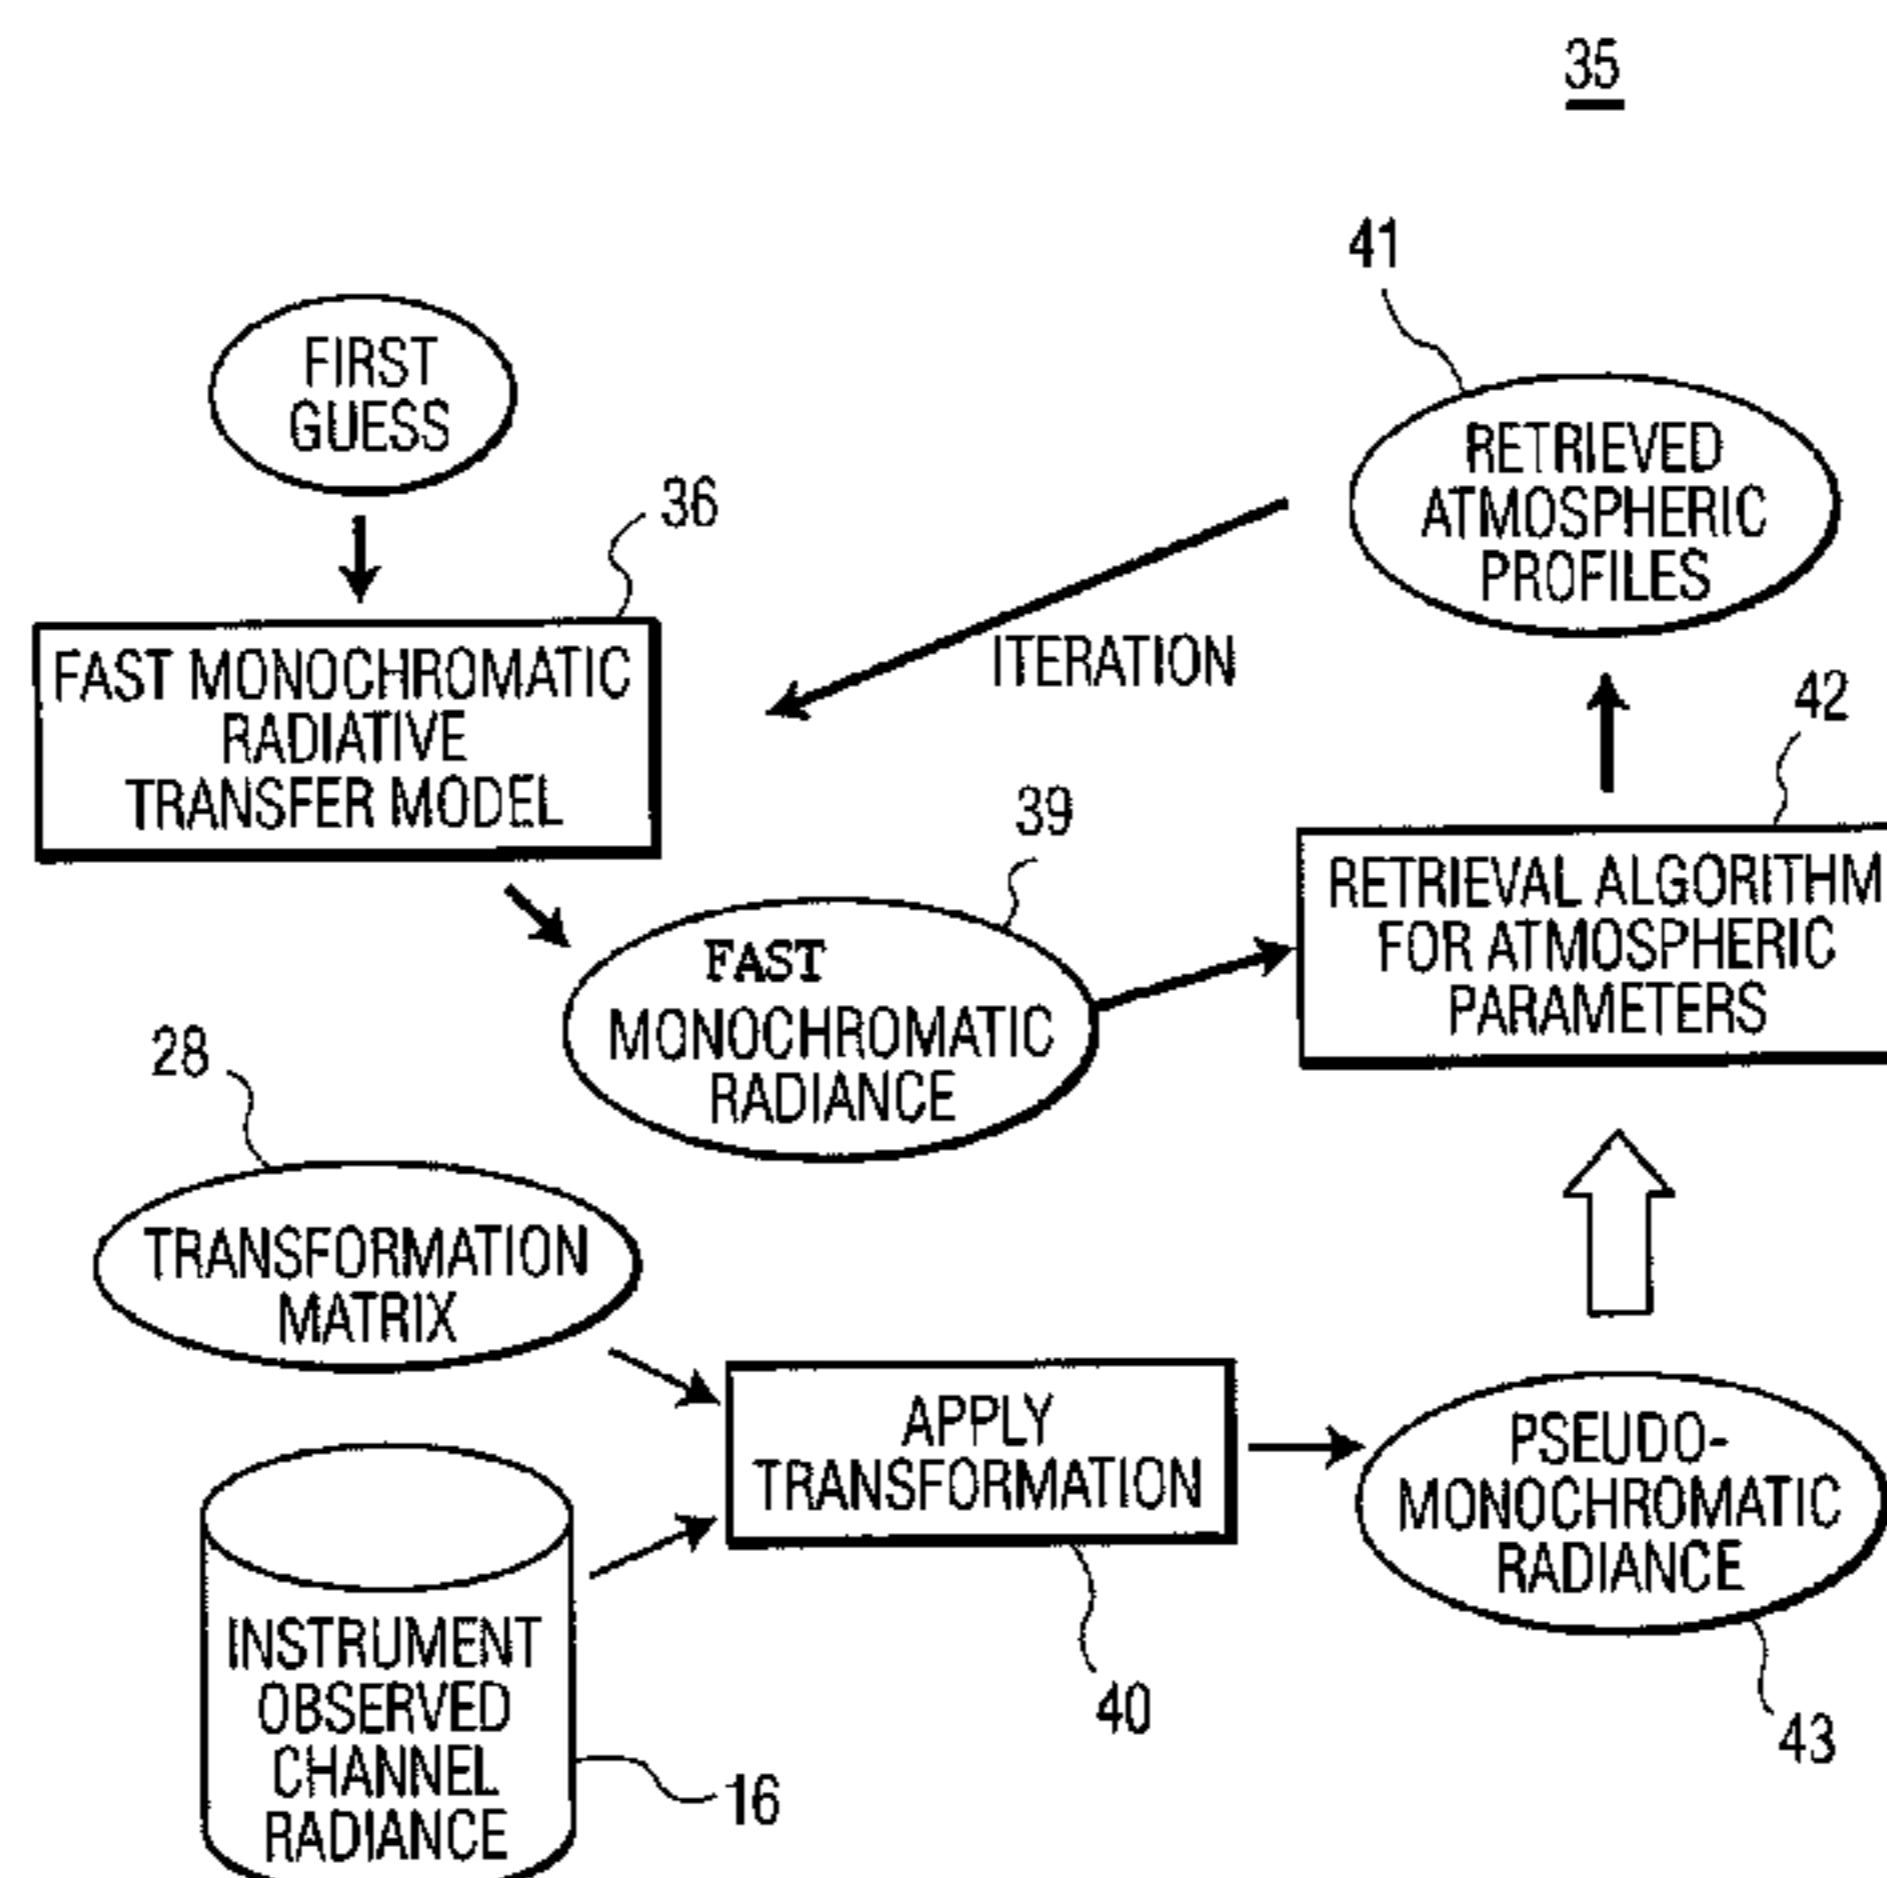 35
41
FIRST
GUESS
RETRIEVED
ATMOSPHERIC
PROFILES
36
FAST MONOCHROMATIC
RADIATIVE
TRANSFER MODEL
ITERATION
42
39
RETRIEVAL ALGORITHM
FOR ATMOSPHERIC
PARAMETERS
FAST
MONOCHROMATIC
RADIANCE
28
TRANSFORMATION
MATRIX
APPLY
TRANSFORMATION
PSEUDO-
MONOCHROMATIC
RADIANCE
INSTRUMENT
OBSERVED
CHANNEL
RADIANCE
40
43
16